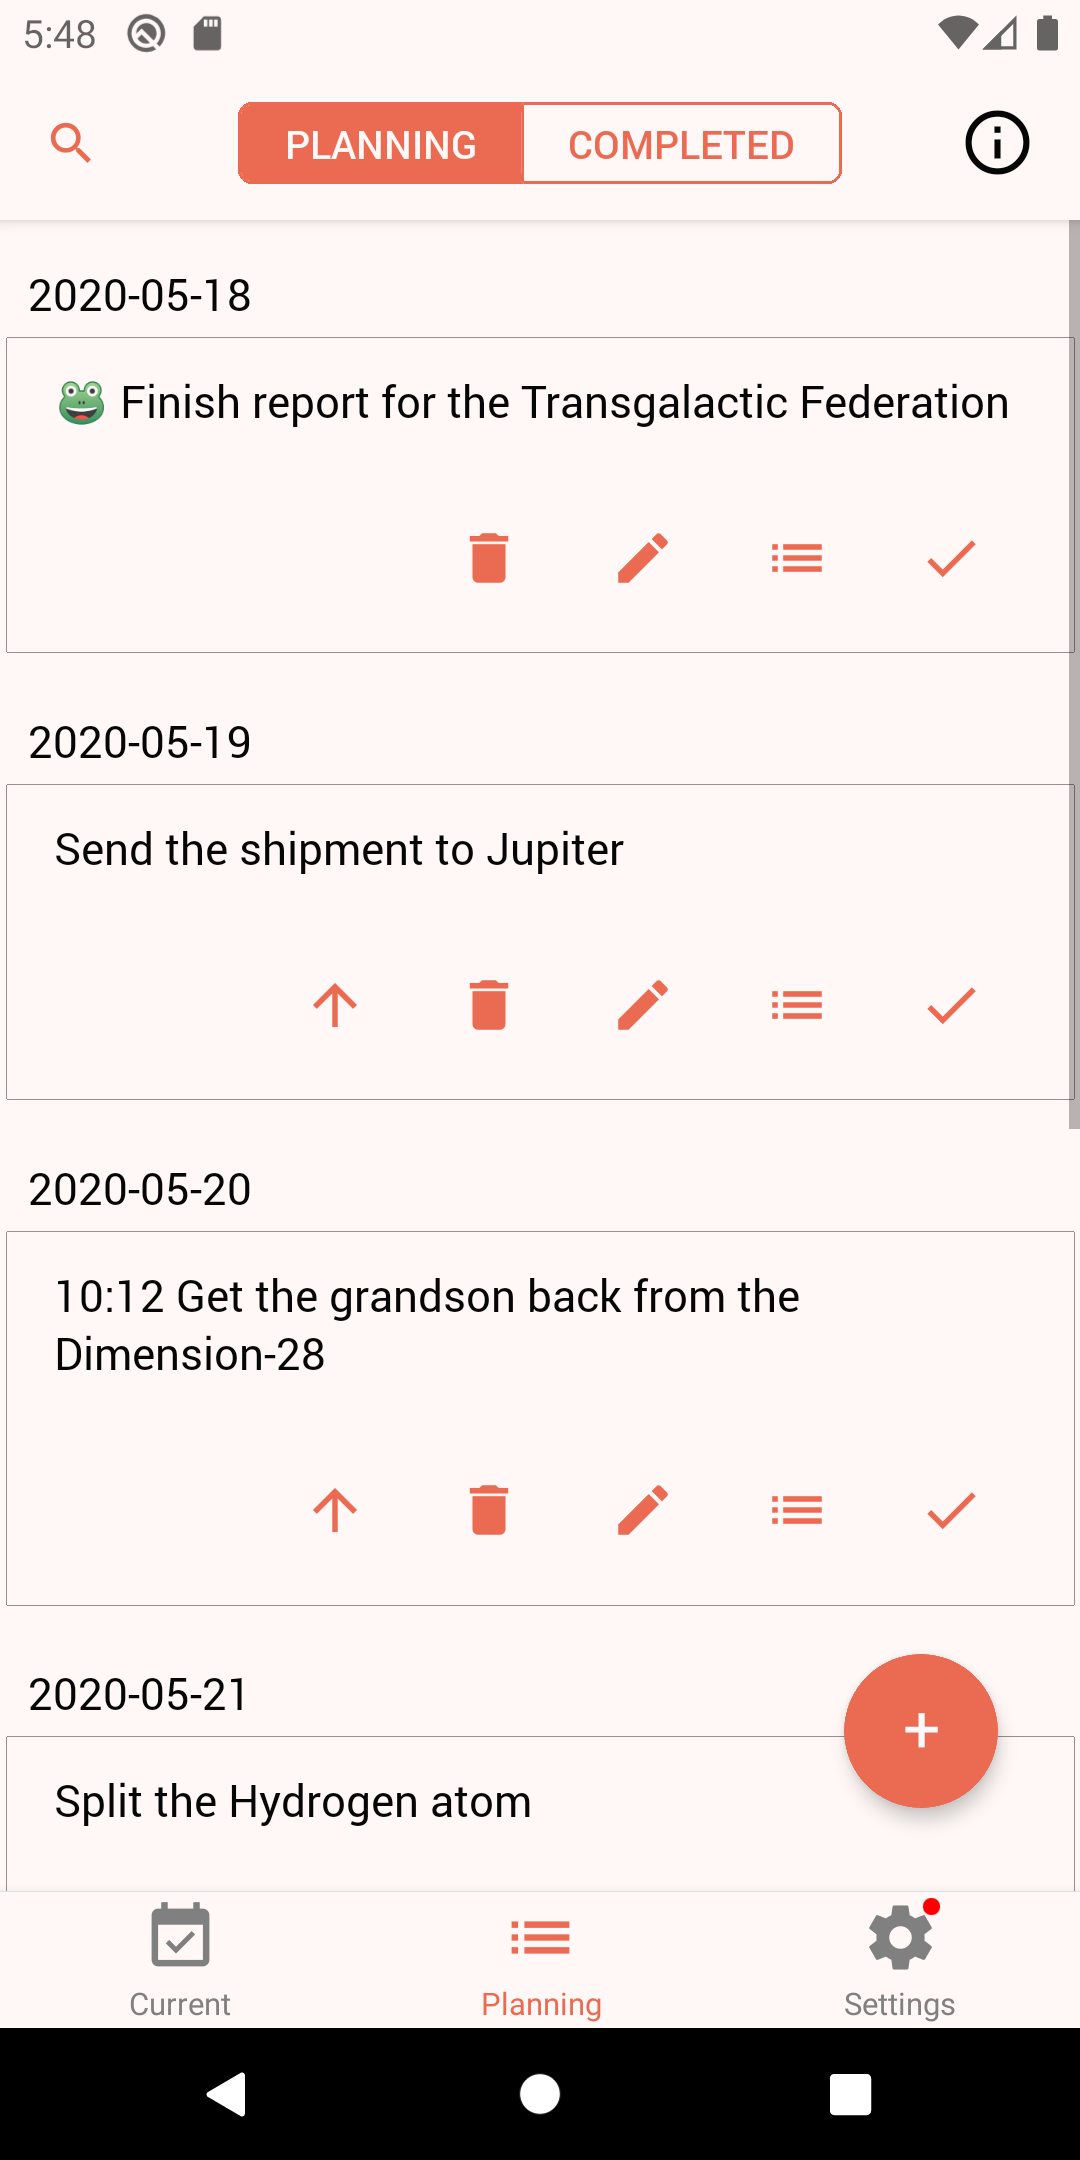 5:48
PLANNING
COMPLETED
2020-05-18
🐸 Finish report for the Transgalactic Federation
2020-05-19
Send the shipment to Jupiter
2020-05-20
10:12 Get the grandson back from the
Dimension-28
2020-05-21
Split the Hydrogen atom
Current
Planning
Settings